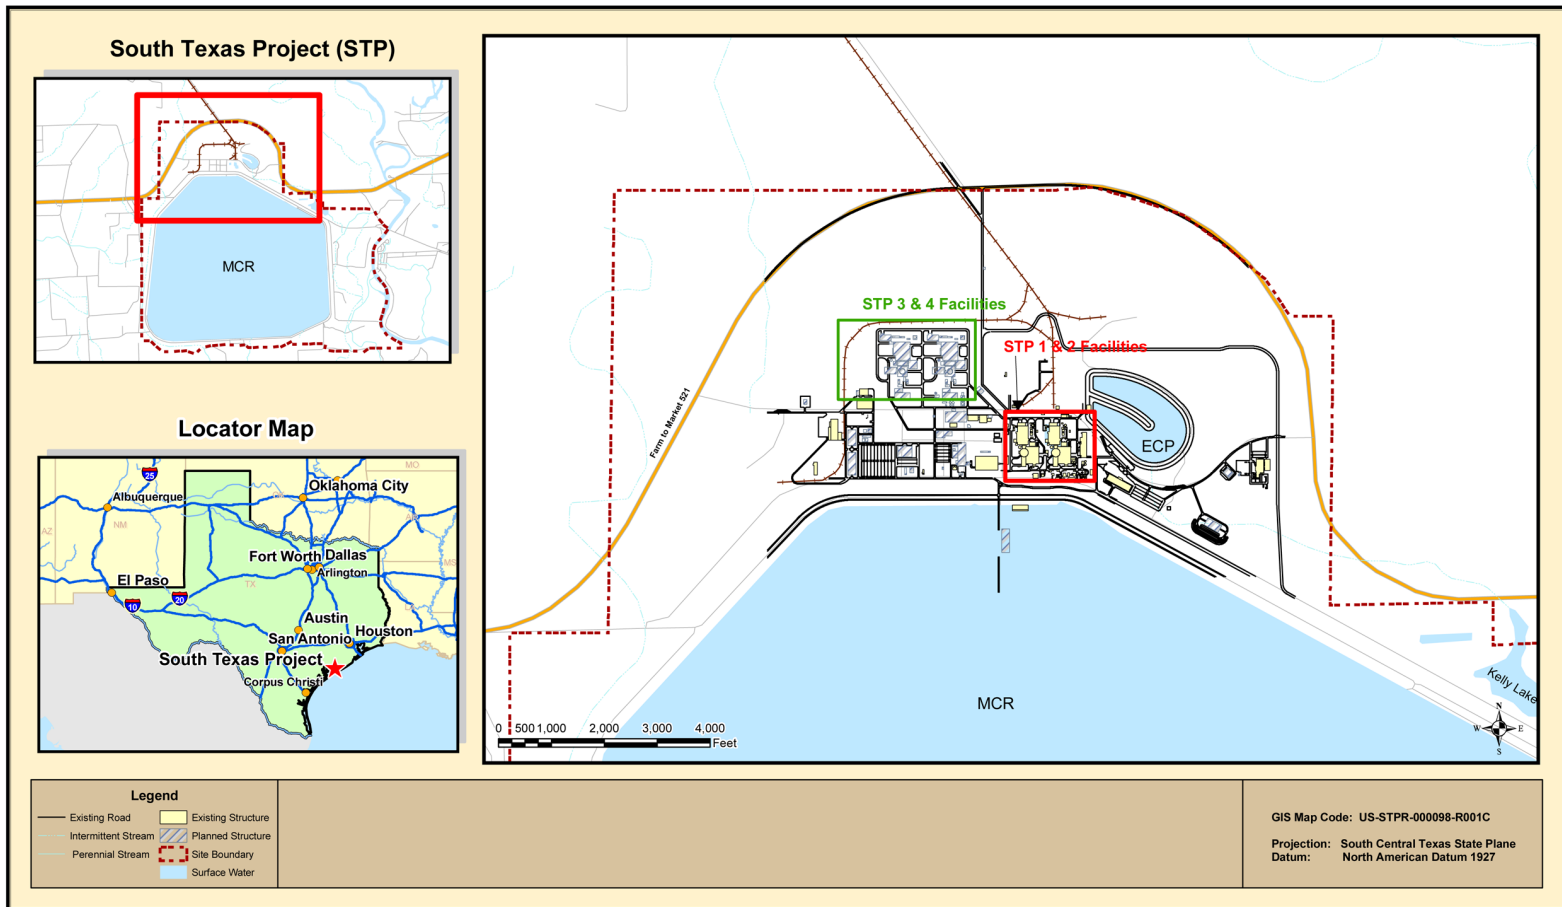 South Texas Project (STP)
MCR
Locator Map
25
MO
Oklahoma City
Albuquerque
OK
AR
AZ
NM
Fort Worth
Dallas
MS
El Paso
Arlington
TX
20
10
Austin
San Antonio
Houston
South Texas Project
Corpus Christi
STP 3 & 4 Facilities
STP 1 & 2 Facilities
Farm to Market 521
ECP
Kelly Lake
MCR
N
W E
S
0 500 1,000 2,000 3,000 4,000
Feet
Legend
Existing Road
Intermittent Stream
Perennial Stream
Existing Structure
Planned Structure
Site Boundary
Surface Water
GIS Map Code: US-STPR-000098-R001C
Projection: South Central Texas State Plane
Datum: North American Datum 1927